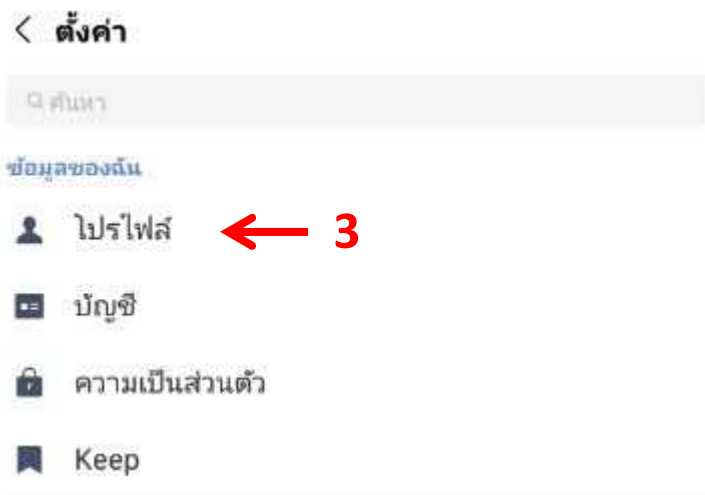 ตั้งค่า
ค้นหา
ข้อมูลของฉัน
โปรไฟล์ 3
บัญชี
ความเป็นส่วนตัว
Keep